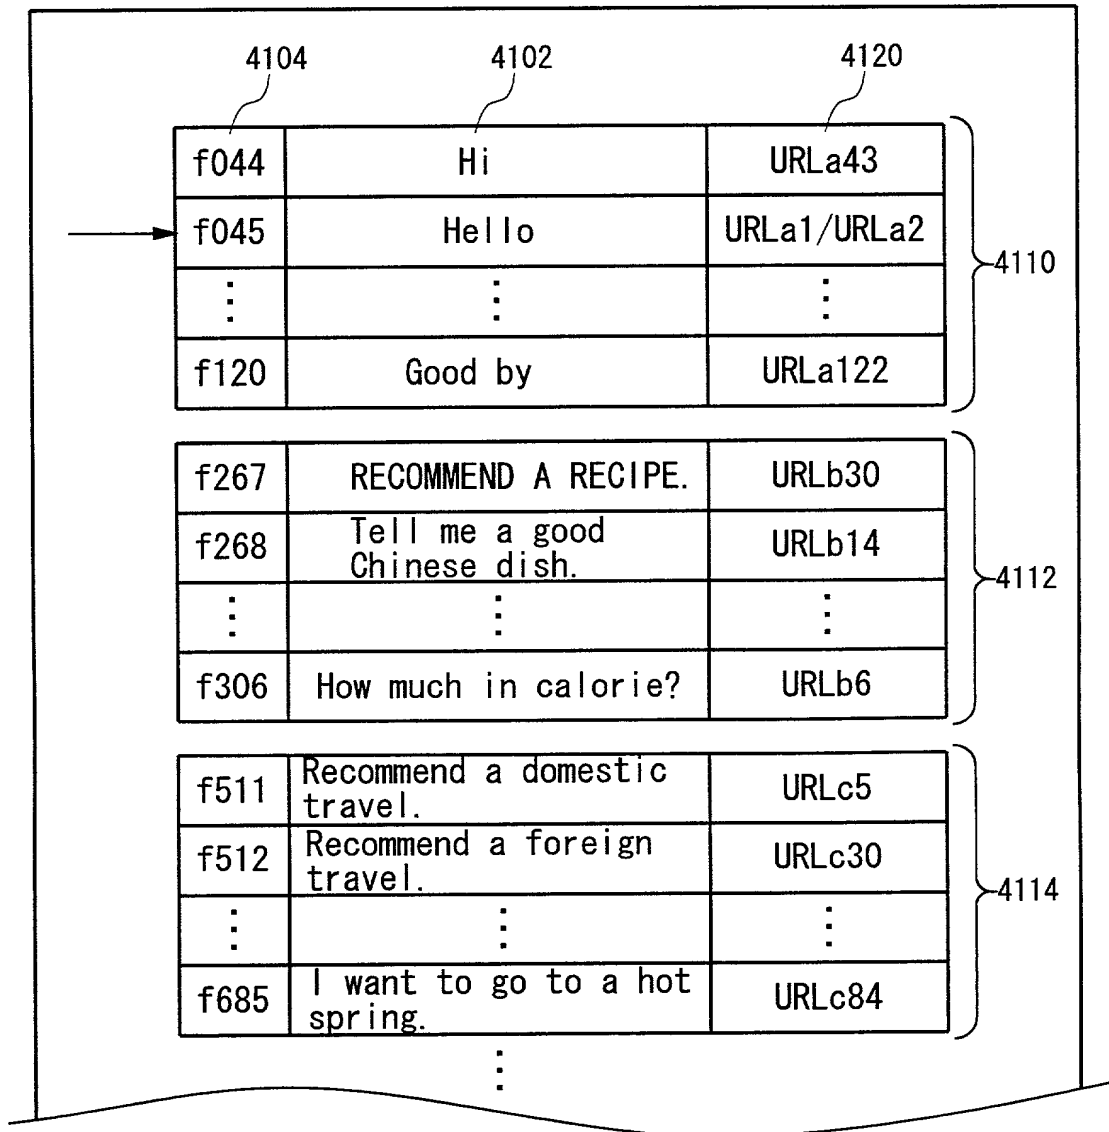 4104 4102 4120
f044 Hi URLa43
f045 Hello URLa1/URLa2
f120 Good by URLa122
4110
f267 RECOMMEND A RECIPE. URLb30
f268 Tell me a good URLb14
Chinese dish.
f306 How much in calorie? URLb6
4112
f511 Recommend a domestic URLc5
travel.
f512 Recommend a foreign URLc30
travel.
f685 I want to go to a hot URLc84
spring.
4114